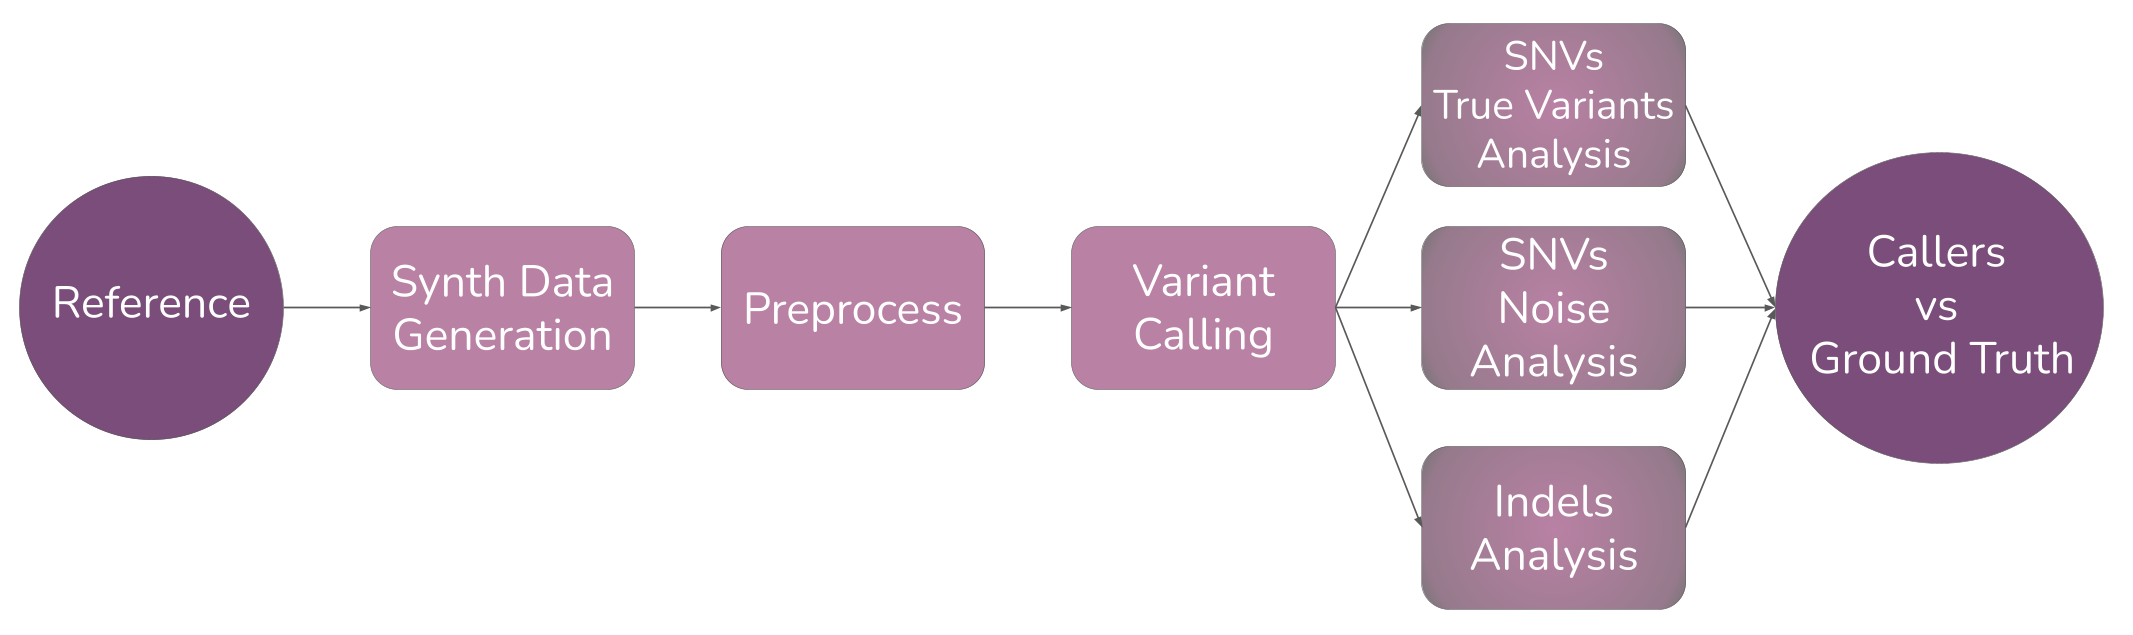 Reference
Synth Data
Generation
Preprocess
Variant
Calling
SNVs
True Variants
Analysis
SNVs
Noise
Analysis
Indels
Analysis
Callers
vs
Ground Truth